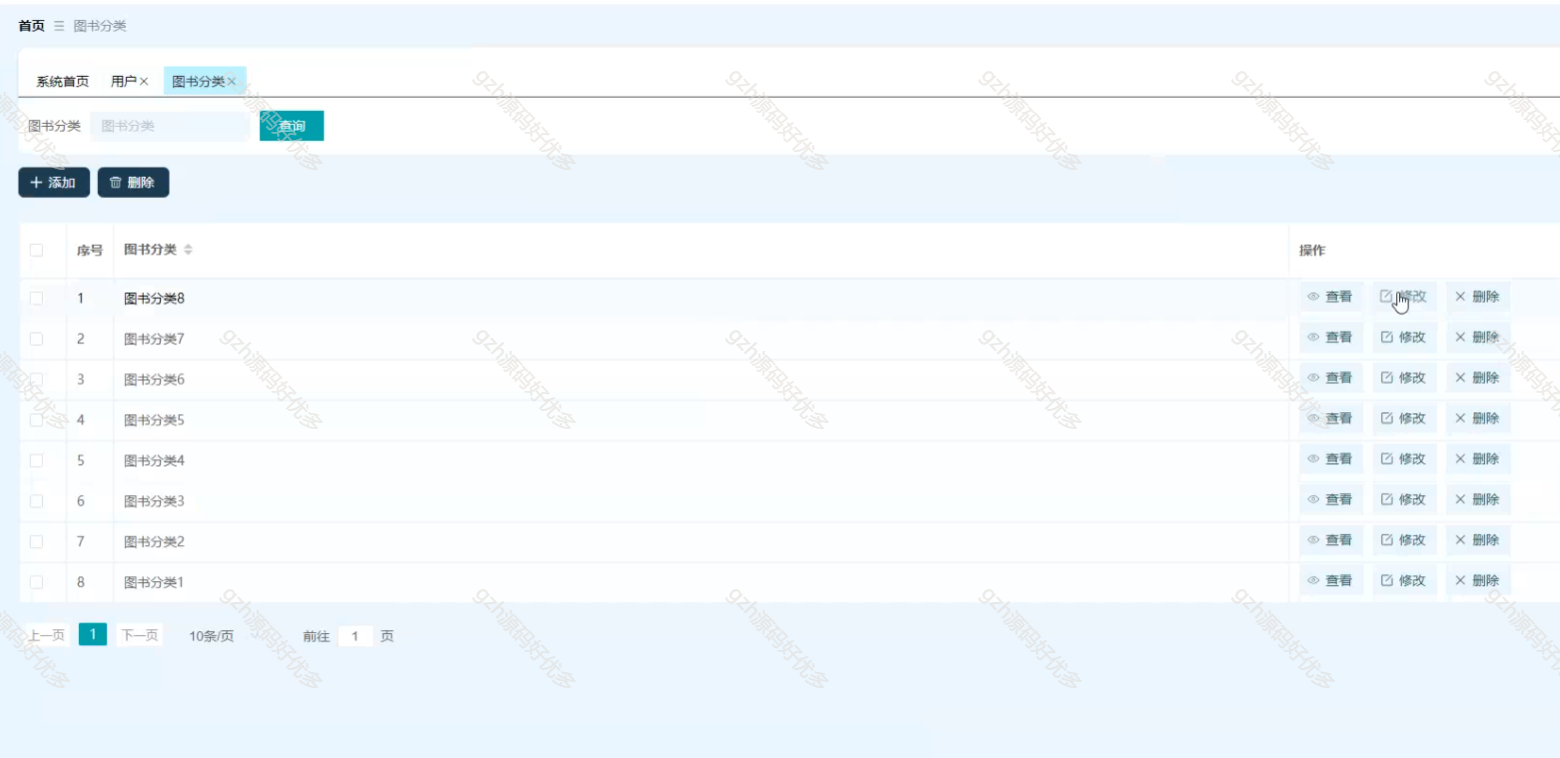 首页 三 图书分类
系统首页 用户× 图书分类×
图书分类 图书分类 查询
+ 添加 删除
序号 图书分类 操作
1 图书分类8 查看 修改 × 删除
2 图书分类7 查看 修改 × 删除
3 图书分类6 查看 修改 × 删除
4 图书分类5 查看 修改 × 删除
5 图书分类4 查看 修改 × 删除
6 图书分类3 查看 修改 × 删除
7 图书分类2 查看 修改 × 删除
8 图书分类1 查看 修改 × 删除
上一页 1 下一页 10条/页 前往 1 页
gzh源码好优多